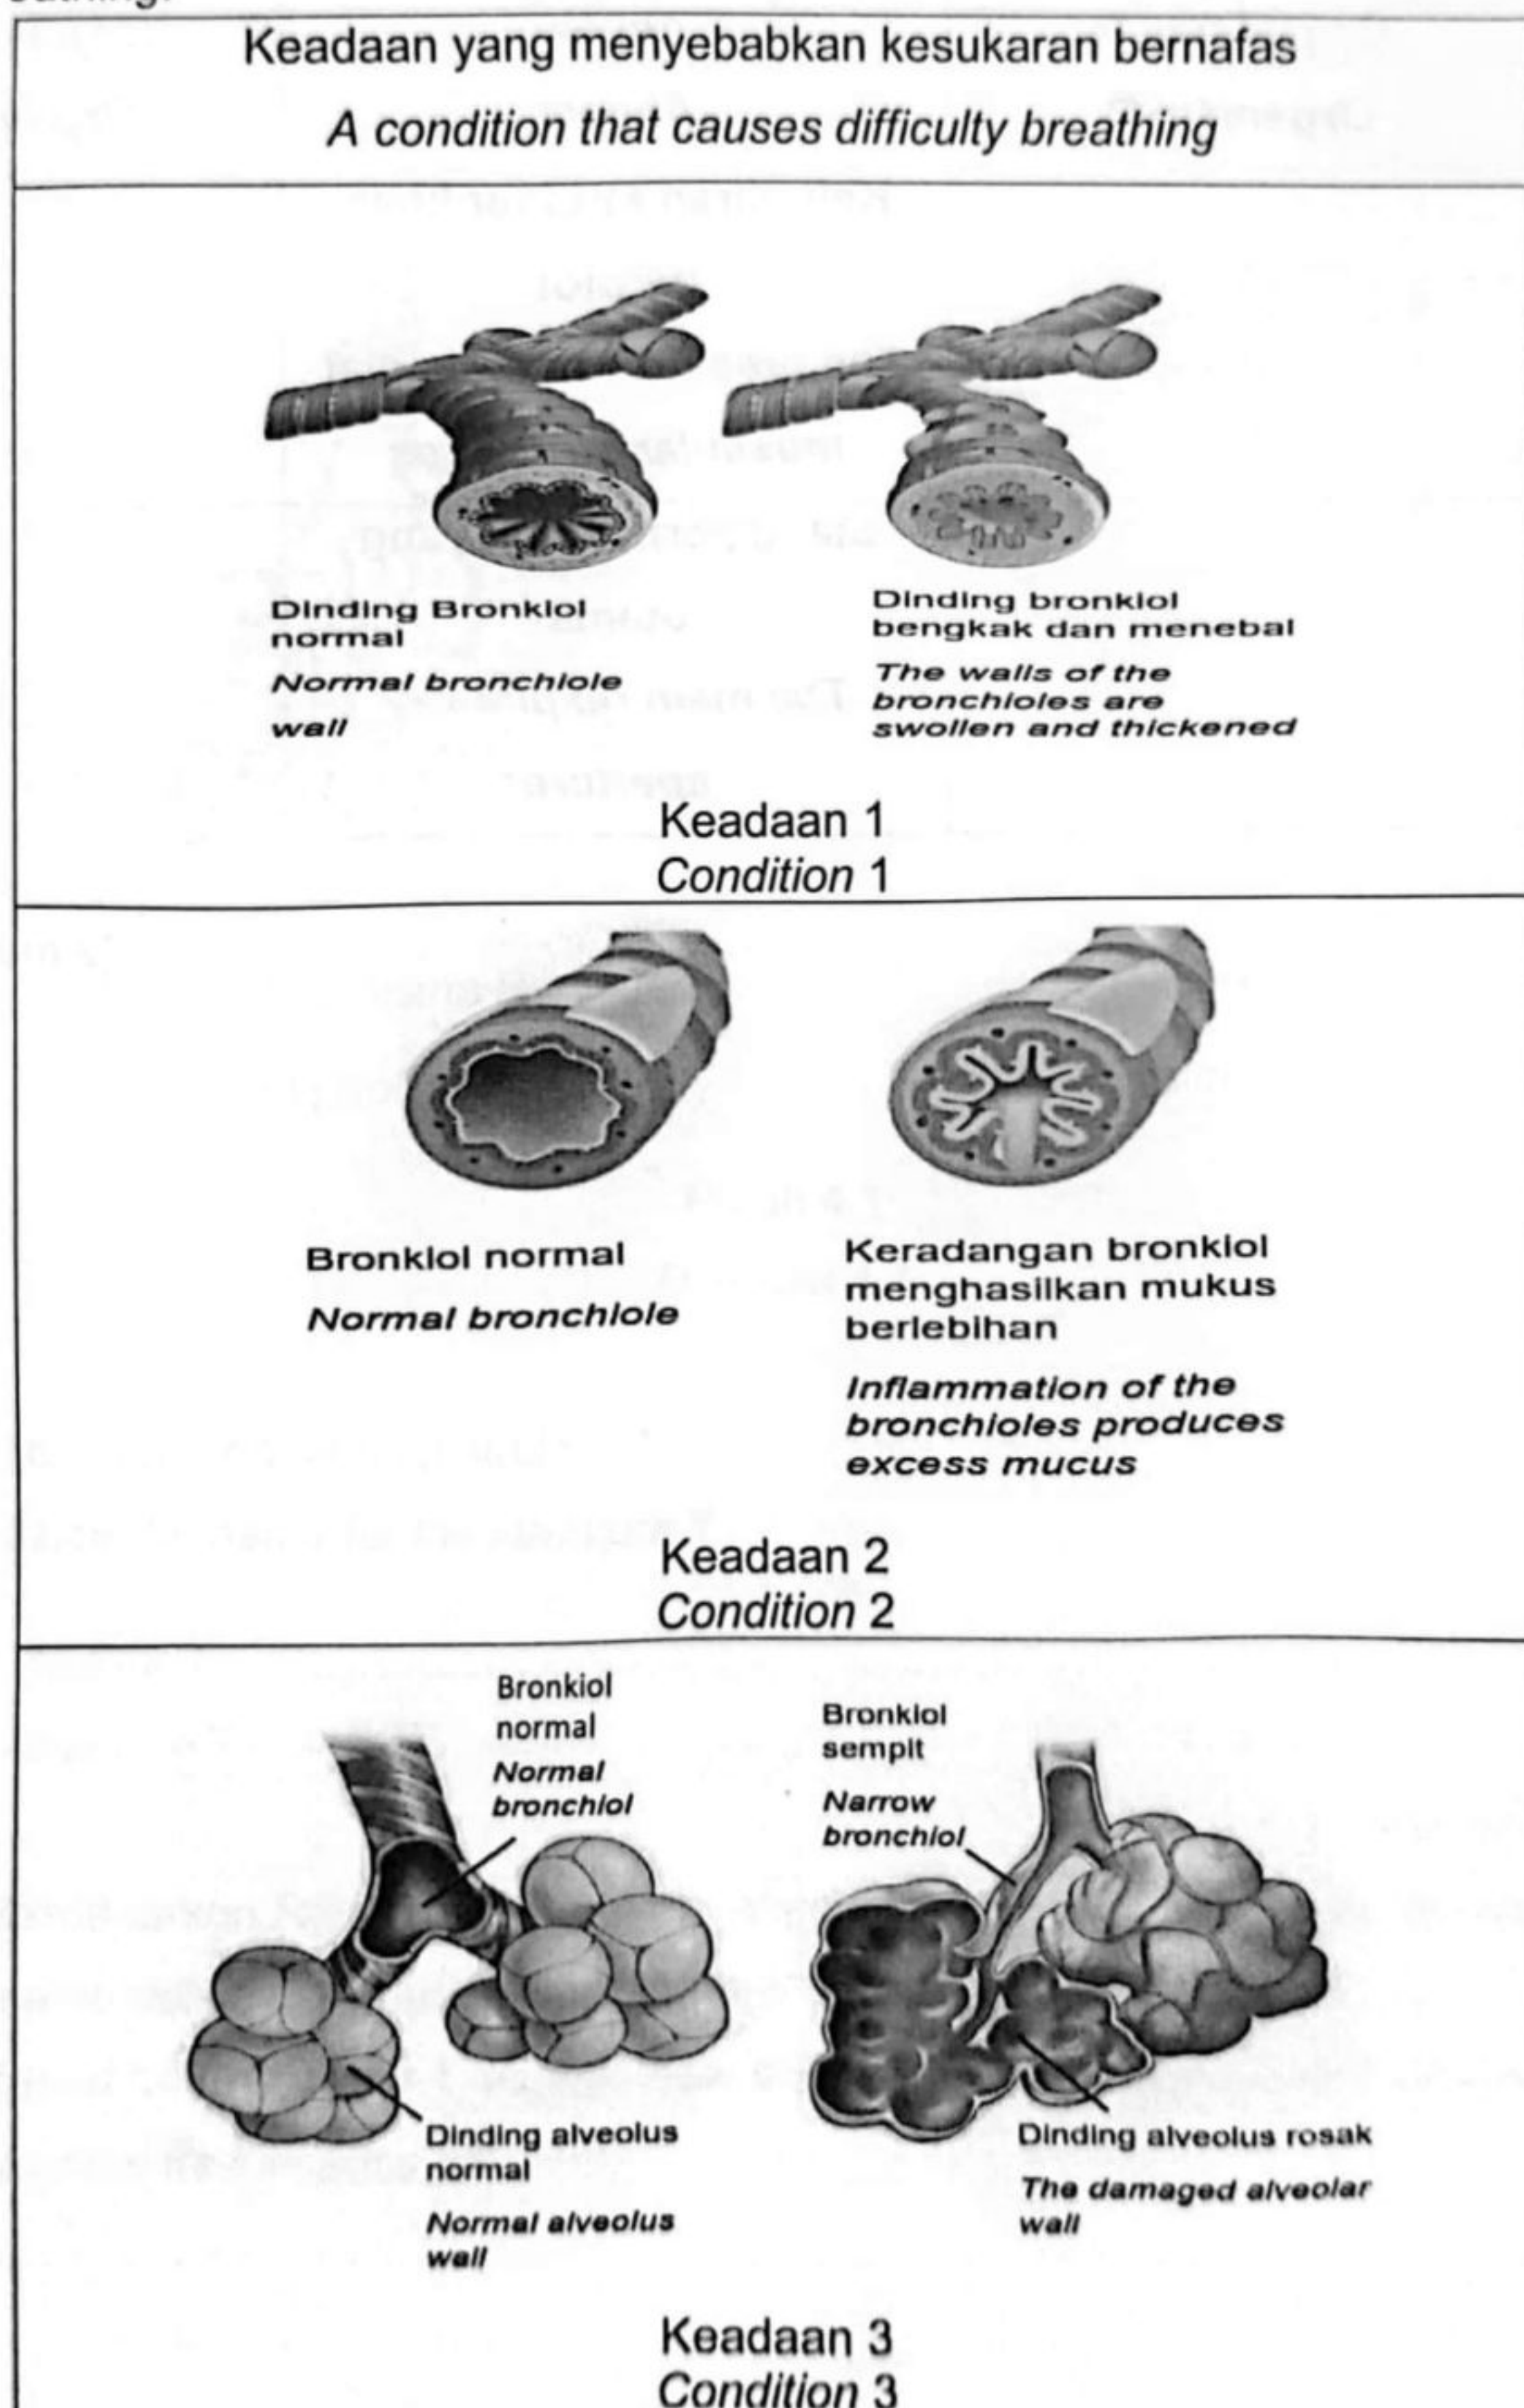 Keadaan yang menyebabkan kesukaran bernafas
A condition that causes difficulty breathing
Dinding Bronkiol
normal
Normal bronchiole
wall
Dinding bronkiol
bengkak dan menebal
The walls of the
bronchioles are
swollen and thickened
Keadaan 1
Condition 1
Bronkiol normal
Normal bronchiole
Keradangan bronkiol
menghasilkan mukus
berlebihan
Inflammation of the
bronchioles produces
excess mucus
Keadaan 2
Condition 2
Bronkiol
normal
Normal
bronchiol
Bronkiol
sempit
Narrow
bronchiol
Dinding alveolus
normal
Normal alveolus
wall
Dinding alveolus rosak
The damaged alveolar
wall
Keadaan 3
Condition 3